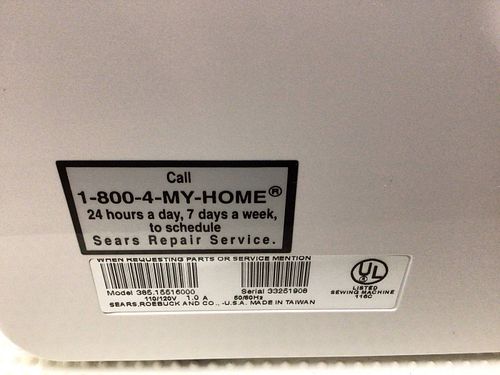 Call
1-800-4-MY-HOME®
24 hours a day, 7 days a week,
to schedule
Sears Repair Service.
WHEN REQUESTING PARTS OR SERVICE MENTION
Model 385.15516000 Serial 33251908
110/120V 1.0 A 50/60Hz
SEARS,ROEBUCK AND CO., -U.S.A. MADE IN TAIWAN
UL
LISTED
SEWING MACHINE
116C